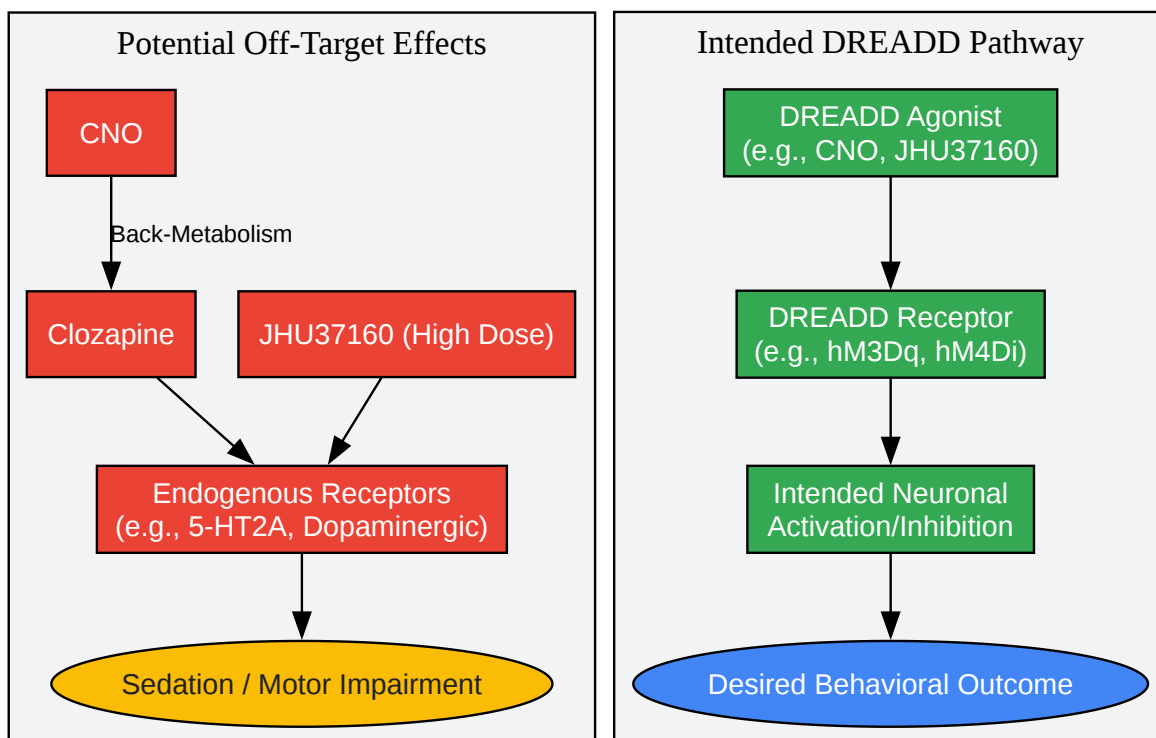 Potential Off-Target Effects
CNO
Back-Metabolism
Clozapine
JHU37160 (High Dose)
Endogenous Receptors
(e.g., 5-HT2A, Dopaminergic)
Sedation / Motor Impairment
Intended DREADD Pathway
DREADD Agonist
(e.g., CNO, JHU37160)
DREADD Receptor
(e.g., hM3Dq, hM4Di)
Intended Neuronal
Activation/Inhibition
Desired Behavioral Outcome